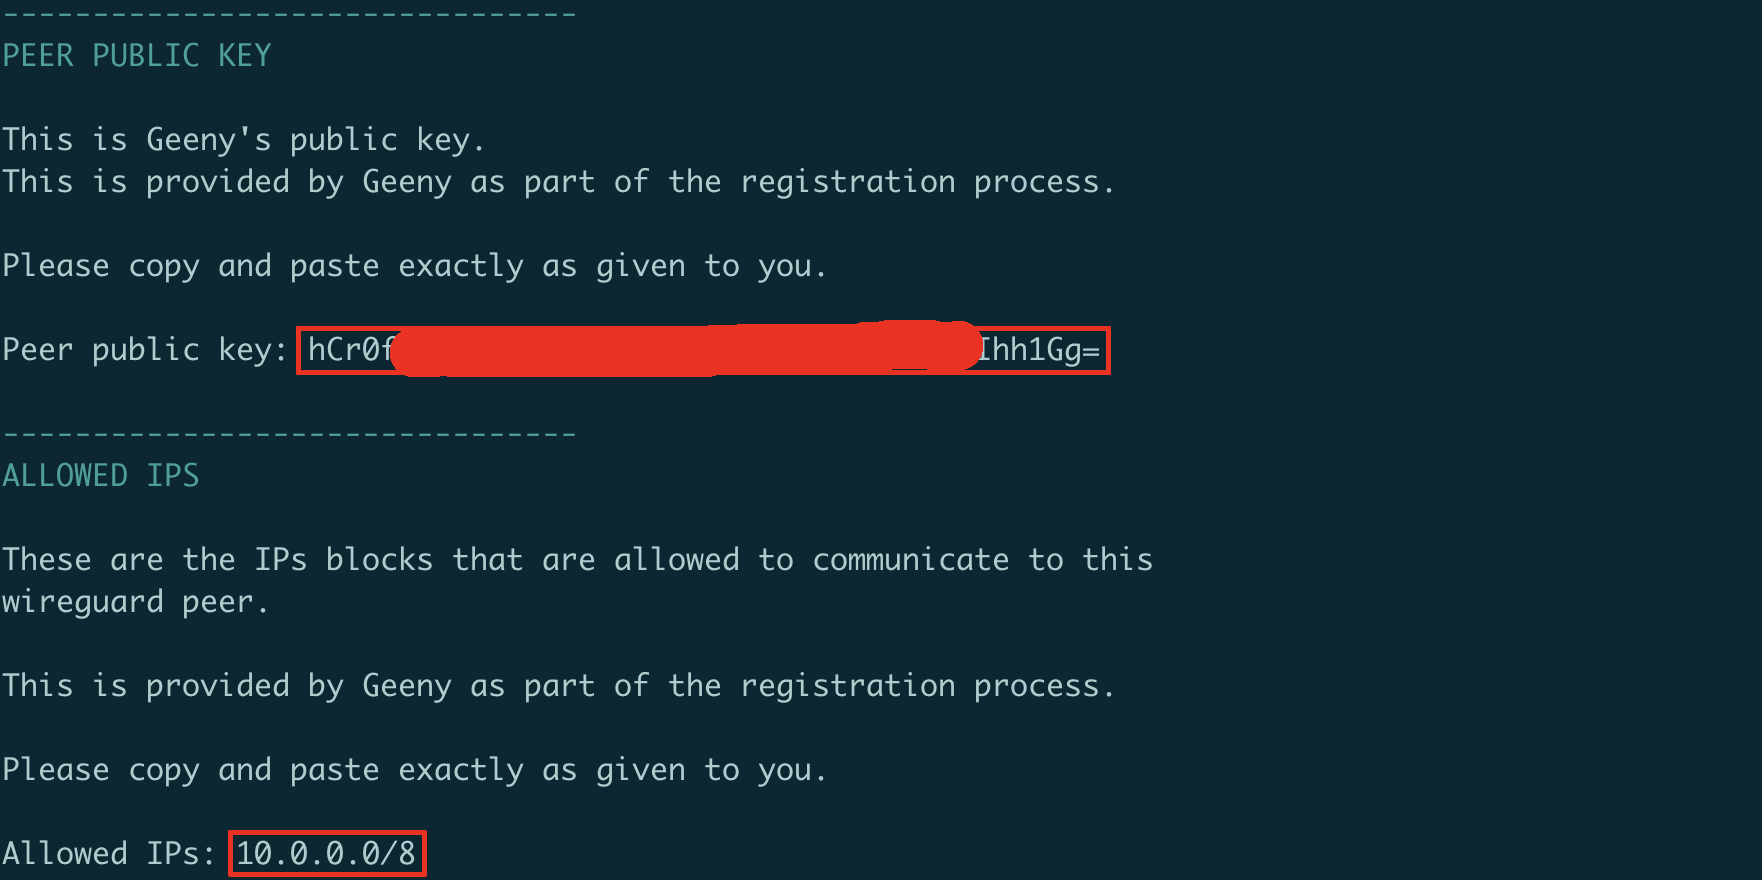 --------------------------------
PEER PUBLIC KEY
This is Geeny's public key.
This is provided by Geeny as part of the registration process.
Please copy and paste exactly as given to you.
Peer public key: hCr0f Ihh1Gg=
--------------------------------
ALLOWED IPS
These are the IPs blocks that are allowed to communicate to this
wireguard peer.
This is provided by Geeny as part of the registration process.
Please copy and paste exactly as given to you.
Allowed IPs: 10.0.0.0/8